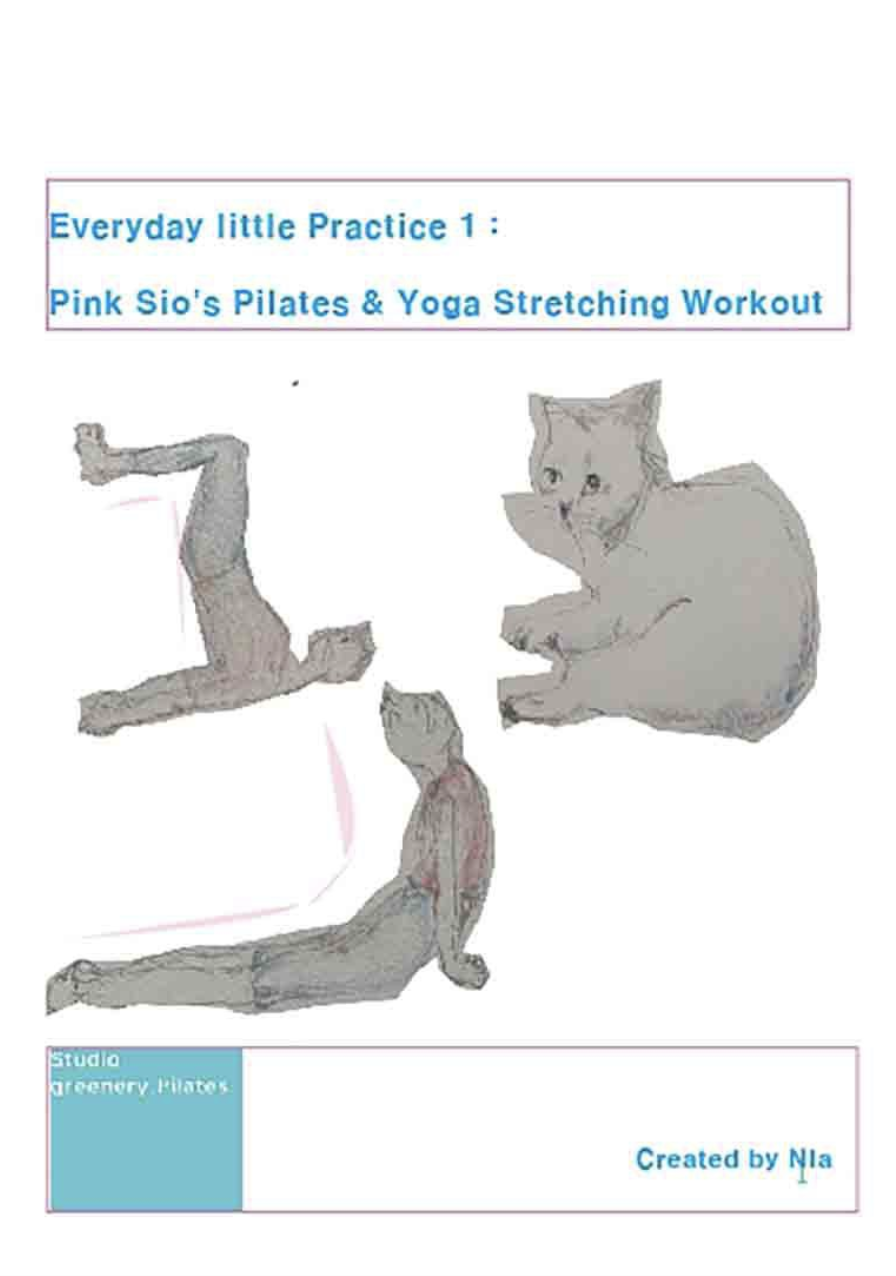 Everyday little Practice 1 :
Pink Sio's Pilates & Yoga Stretching Workout
Studio
greenery.Pilates
Created by Nla